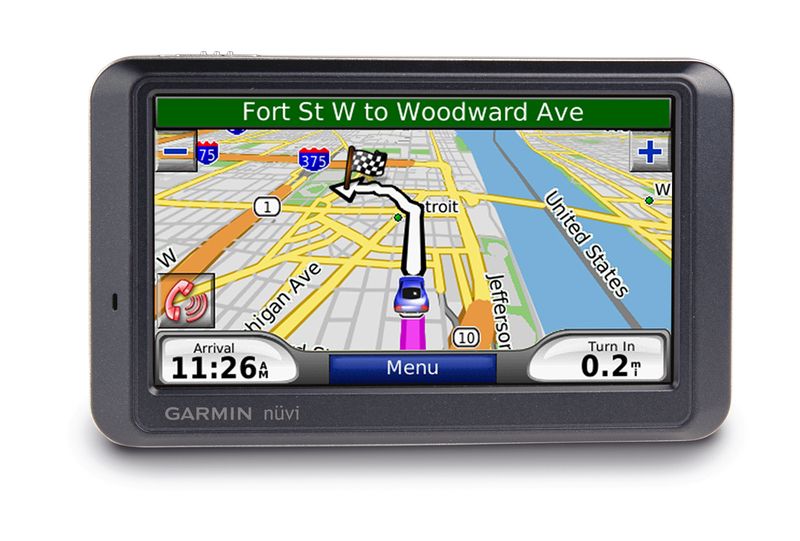 Fort St W to Woodward Ave
75
375
W
1
troit
United States
W
higan Ave
Jefferson
10
Arrival
11:26 AM
Menu
Turn In
0.2 mi
GARMIN nüvi